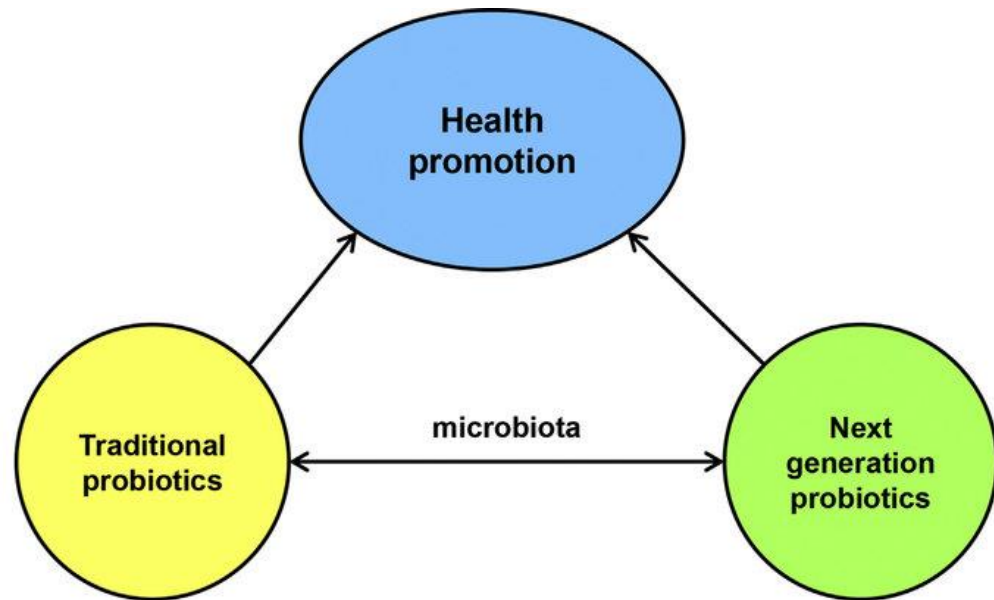 Health
promotion
microbiota
Traditional
probiotics
Next
generation
probiotics